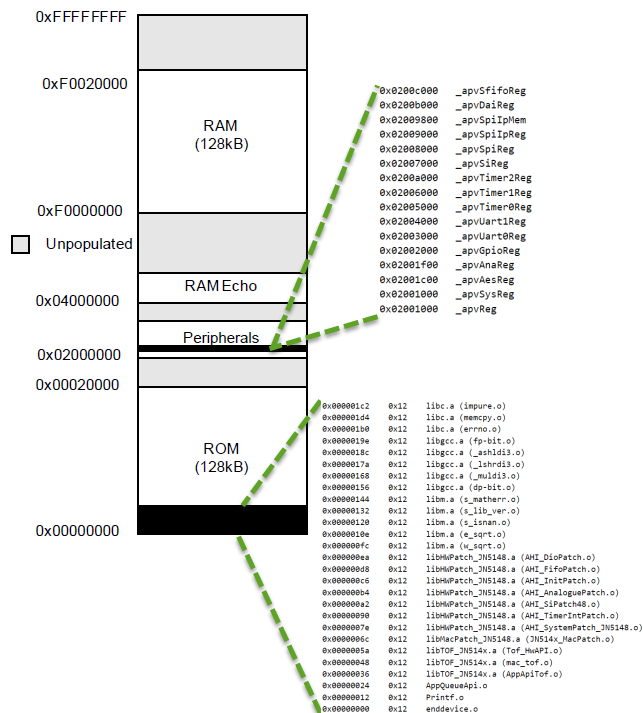 0xFFFFFFFF
0xF0020000
RAM
(128kB)
0xF0000000
Unpopulated
RAM Echo
0x04000000
Peripherals
0x02000000
0x00020000
ROM
(128kB)
0x00000000
0x0200c000 _apvSfifoReg
0x0200b000 _apvDaiReg
0x02009800 _apvSpiIpMem
0x02009000 _apvSpiIpReg
0x02008000 _apvSpiReg
0x02007000 _apvSiReg
0x0200a000 _apvTimer2Reg
0x02006000 _apvTimer1Reg
0x02005000 _apvTimer0Reg
0x02004000 _apvUart1Reg
0x02003000 _apvUart0Reg
0x02002000 _apvGpioReg
0x02001f00 _apvAnaReg
0x02001c00 _apvAesReg
0x02001000 _apvSysReg
0x02001000 _apvReg
0x000001c2 0x12 libc.a (impure.o)
0x000001d4 0x12 libc.a (memcpy.o)
0x000001b0 0x12 libc.a (errno.o)
0x0000019e 0x12 libgcc.a (fp-bit.o)
0x0000018c 0x12 libgcc.a (_ashldi3.o)
0x0000017a 0x12 libgcc.a (_lshrdi3.o)
0x00000168 0x12 libgcc.a (_muldi3.o)
0x00000156 0x12 libgcc.a (dp-bit.o)
0x00000144 0x12 libm.a (s_matherr.o)
0x00000132 0x12 libm.a (s_lib_ver.o)
0x00000120 0x12 libm.a (s_isnan.o)
0x0000010e 0x12 libm.a (e_sqrt.o)
0x000000fc 0x12 libm.a (w_sqrt.o)
0x000000ea 0x12 libHWPatch_JN5148.a (AHI_DioPatch.o)
0x000000d8 0x12 libHWPatch_JN5148.a (AHI_FifoPatch.o)
0x000000c6 0x12 libHWPatch_JN5148.a (AHI_InitPatch.o)
0x000000b4 0x12 libHWPatch_JN5148.a (AHI_AnaloguePatch.o)
0x000000a2 0x12 libHWPatch_JN5148.a (AHI_SiPatch48.o)
0x00000090 0x12 libHWPatch_JN5148.a (AHI_TimerIntPatch.o)
0x0000007e 0x12 libHWPatch_JN5148.a (AHI_SystemPatch_JN5148.o)
0x0000006c 0x12 libMacPatch_JN5148.a (JN514x_MacPatch.o)
0x0000005a 0x12 libTOF_JN514x.a (Tof_HwAPI.o)
0x00000048 0x12 libTOF_JN514x.a (mac_tof.o)
0x00000036 0x12 libTOF_JN514x.a (AppApiTof.o)
0x00000024 0x12 AppQueueApi.o
0x00000012 0x12 Printf.o
0x00000000 0x12 enddevice.o